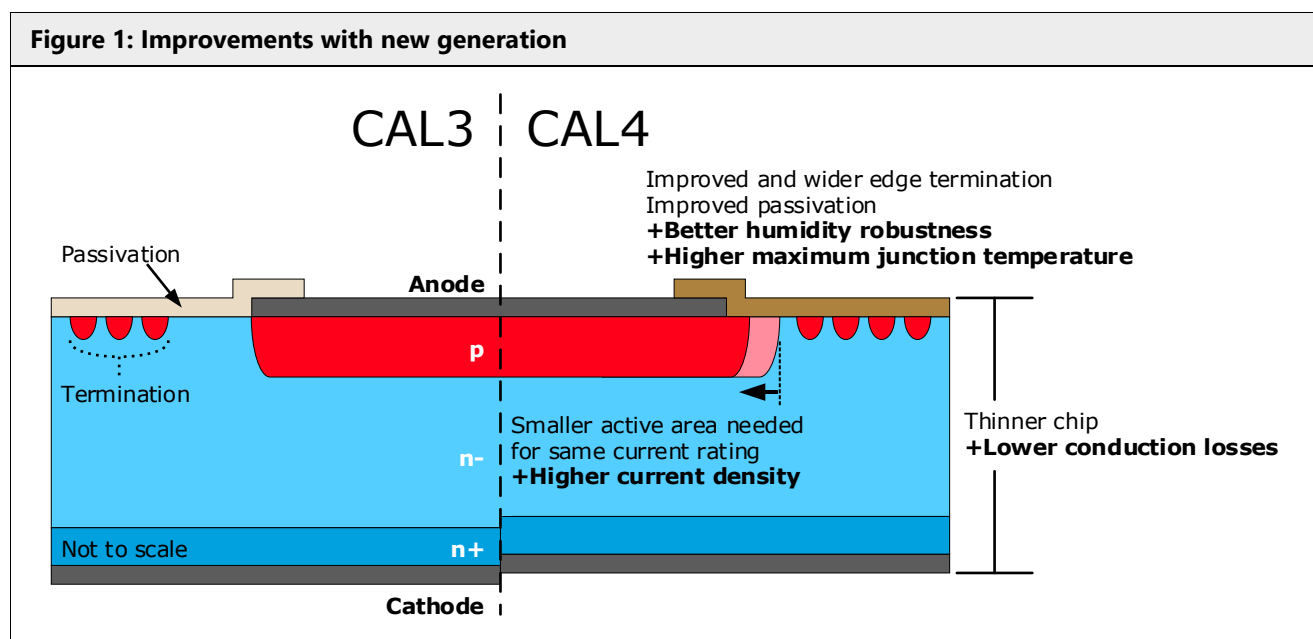 Figure 1: Improvements with new generation
CAL3
CAL4
Improved and wider edge termination
Improved passivation
+Better humidity robustness
+Higher maximum junction temperature
Passivation
Anode
p
Termination
Smaller active area needed
for same current rating
+Higher current density
n-
Thinner chip
+Lower conduction losses
Not to scale
n+
Cathode